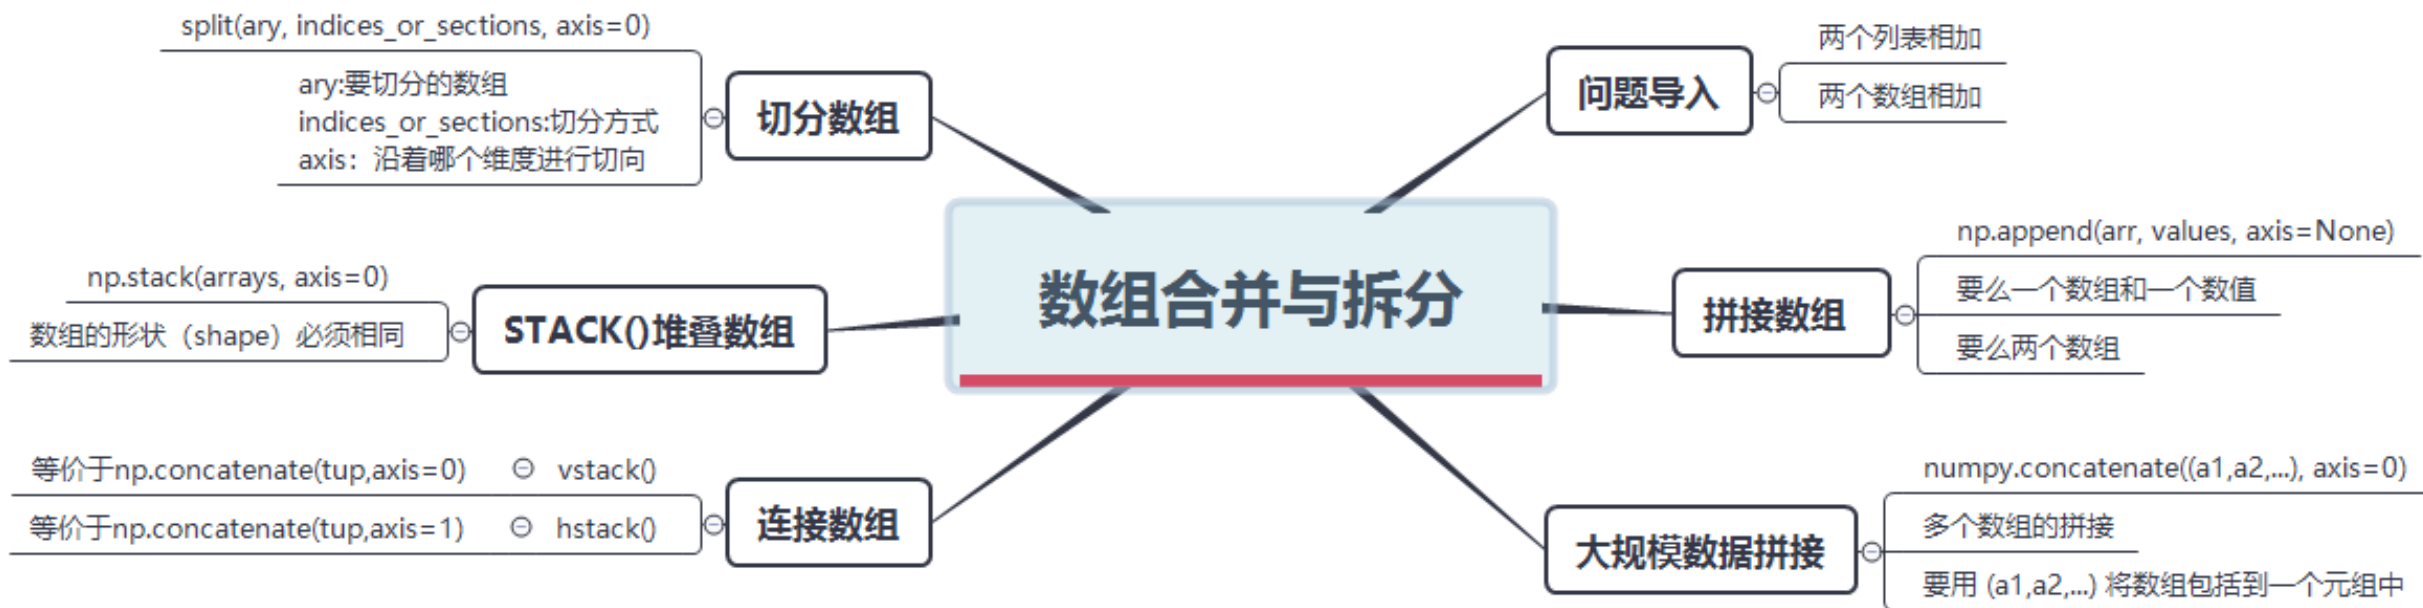 数组合并与拆分
问题导入
两个列表相加
两个数组相加
拼接数组
np.append(arr, values, axis=None)
要么一个数组和一个数值
要么两个数组
大规模数据拼接
numpy.concatenate((a1,a2,...), axis=0)
多个数组的拼接
要用 (a1,a2,...) 将数组包括到一个元组中
切分数组
split(ary, indices_or_sections, axis=0)
ary:要切分的数组
indices_or_sections:切分方式
axis：沿着哪个维度进行切向
STACK()堆叠数组
np.stack(arrays, axis=0)
数组的形状（shape）必须相同
连接数组
vstack()
等价于np.concatenate(tup,axis=0)
hstack()
等价于np.concatenate(tup,axis=1)